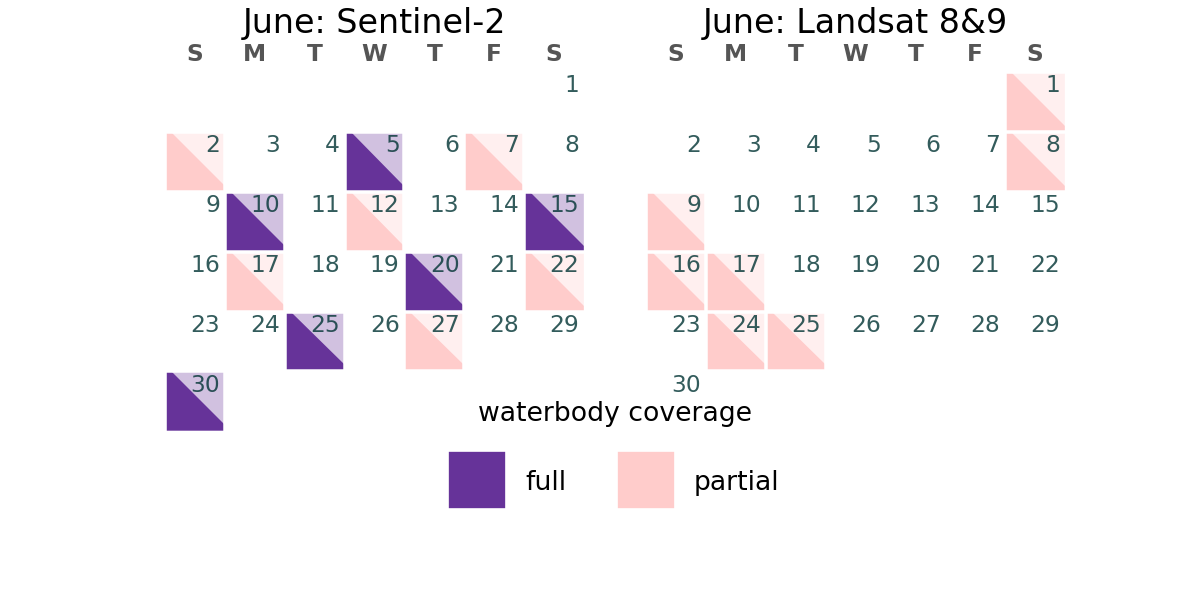 June: Sentinel-2
S M T W T F S
1
2 3 4 5 6 7 8
9 10 11 12 13 14 15
16 17 18 19 20 21 22
23 24 25 26 27 28 29
30
June: Landsat 8&9
S M T W T F S
1
2 3 4 5 6 7 8
9 10 11 12 13 14 15
16 17 18 19 20 21 22
23 24 25 26 27 28 29
30
waterbody coverage
full partial